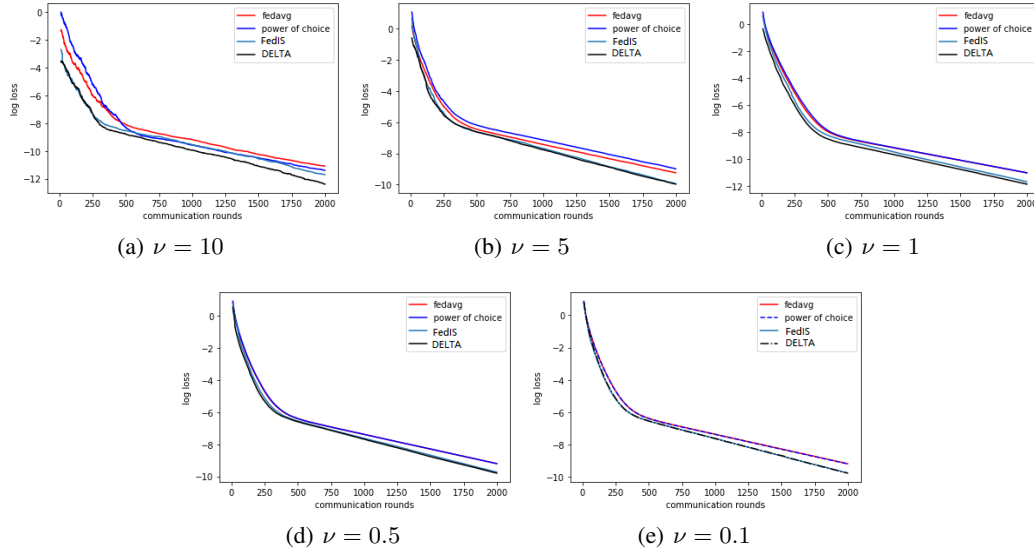 0
−2
−4
−6
−8
−10
−12
log loss
0 250 500 750 1000 1250 1500 1750 2000
communication rounds
fedavg
power of choice
FedIS
DELTA
(a) ν = 10
0
−2
−4
−6
−8
−10
log loss
0 250 500 750 1000 1250 1500 1750 2000
communication rounds
fedavg
power of choice
FedIS
DELTA
(b) ν = 5
0
−2
−4
−6
−8
−10
−12
log loss
0 250 500 750 1000 1250 1500 1750 2000
communication rounds
fedavg
power of choice
FedIS
DELTA
(c) ν = 1
0
−2
−4
−6
−8
−10
log loss
0 250 500 750 1000 1250 1500 1750 2000
communication rounds
fedavg
power of choice
FedIS
DELTA
(d) ν = 0.5
0
−2
−4
−6
−8
−10
log loss
0 250 500 750 1000 1250 1500 1750 2000
communication rounds
fedavg
power of choice
FedIS
DELTA
(e) ν = 0.1